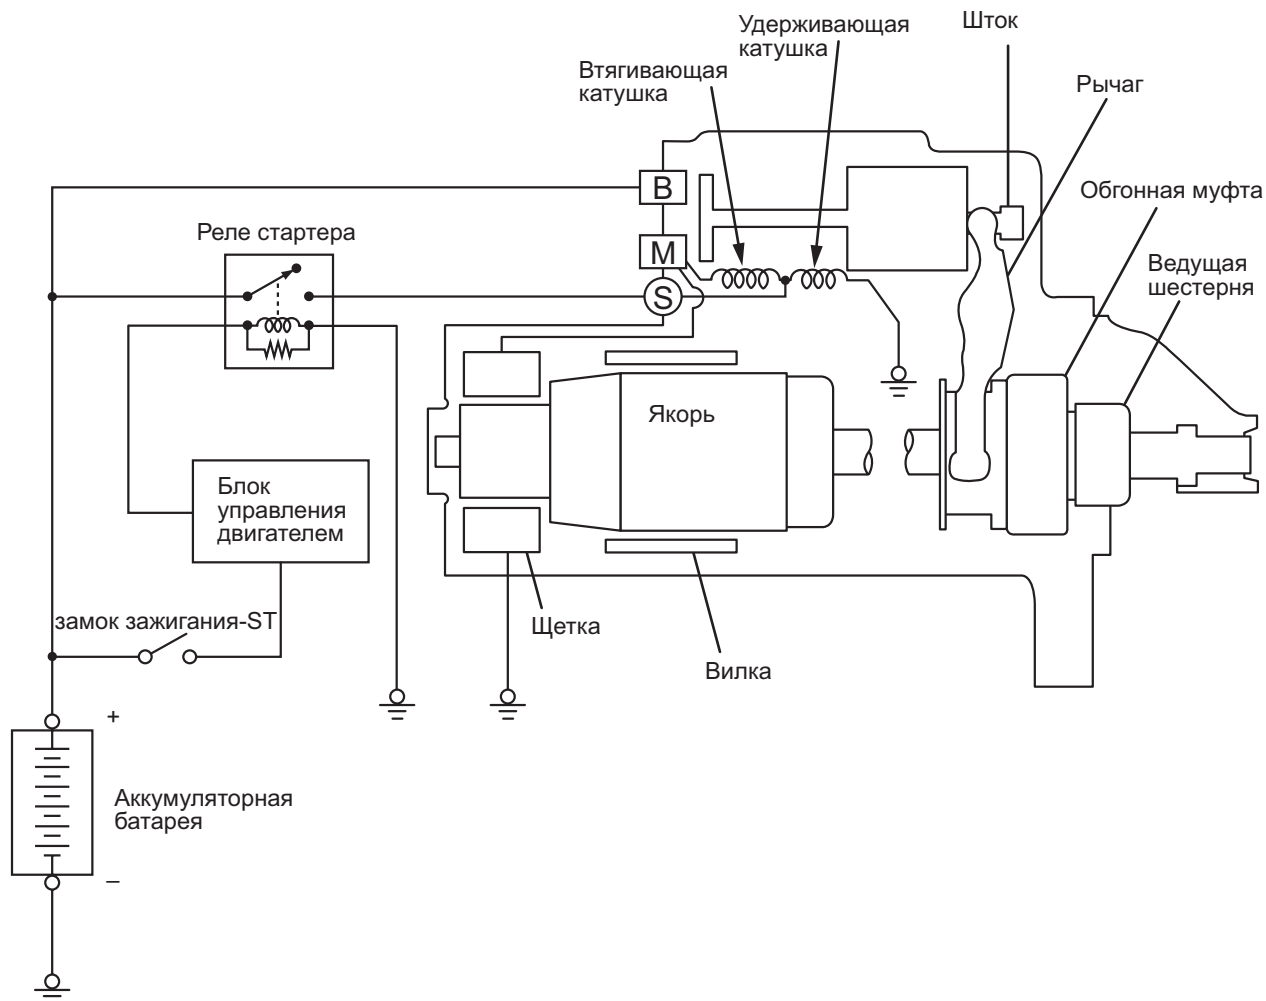 Удерживающая
катушка
Шток
Втягивающая
катушка
Рычаг
Обгонная муфта
B
Реле стартера
M
Ведущая
шестерня
S
Якорь
Блок
управления
двигателем
замок зажигания-ST
Щетка
Вилка
+
Аккумуляторная
батарея
–